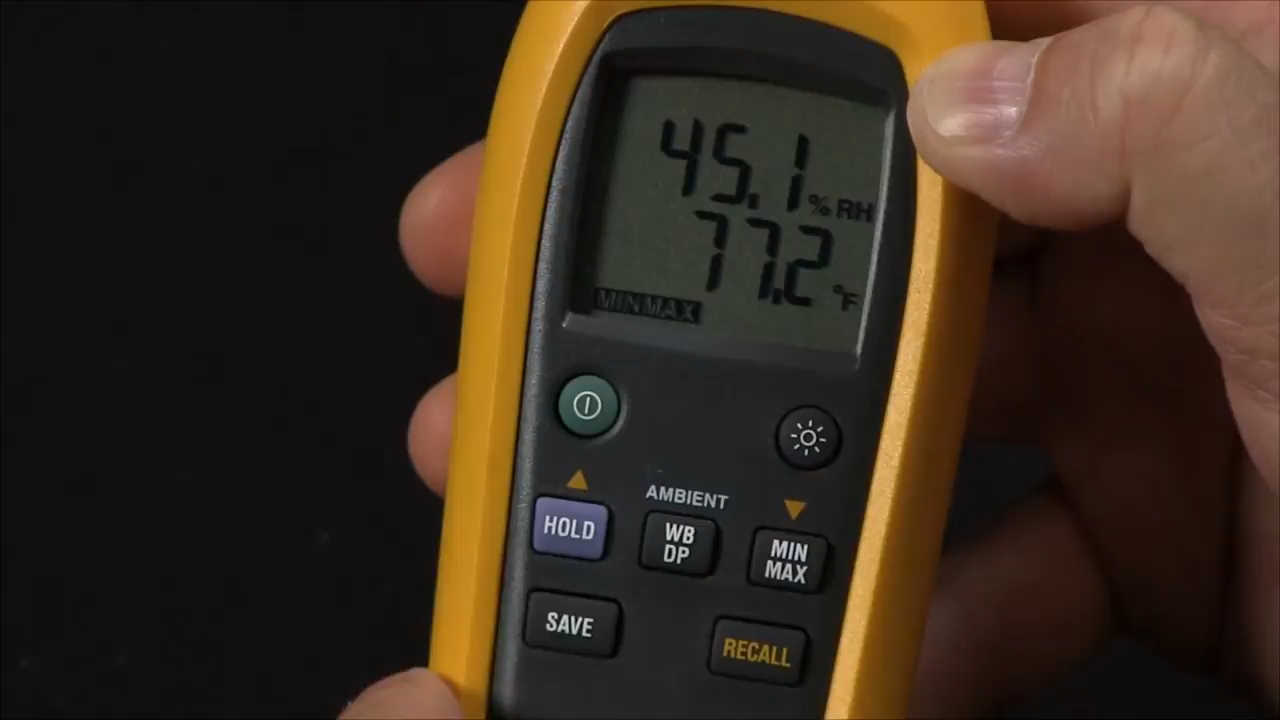 45.1 %RH
77.2 °F
MINMAX
AMBIENT
HOLD
WB
DP
MIN
MAX
SAVE
RECALL